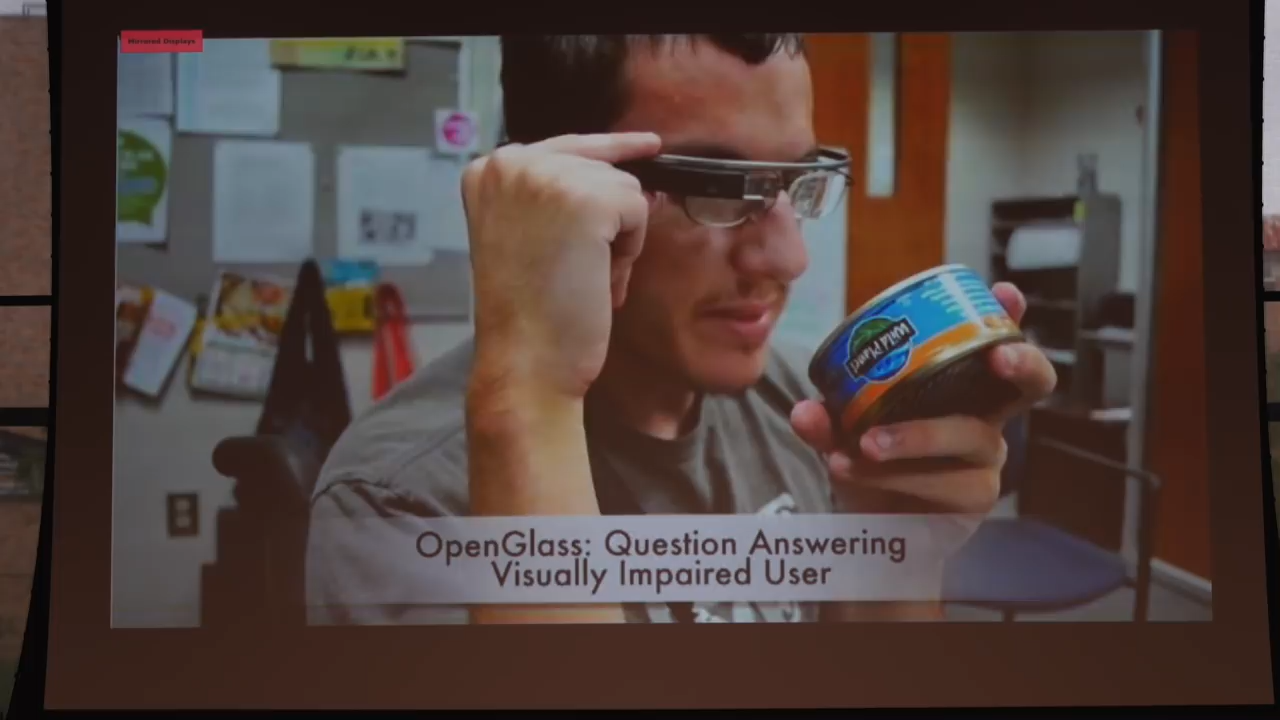 Mirrored Displays
Wild Planet
OpenGlass: Question Answering
Visually Impaired User